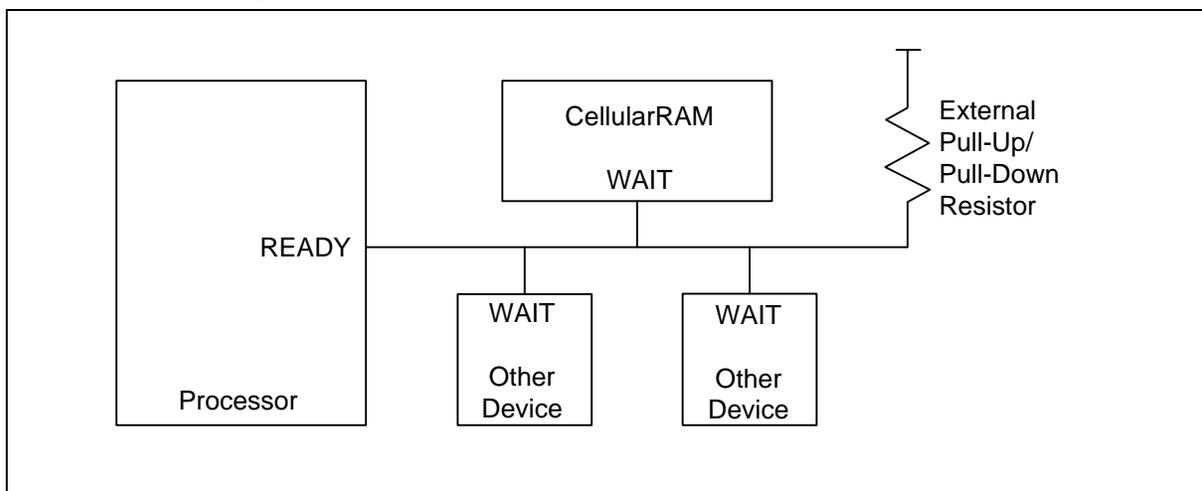 CellularRAM
WAIT
External
Pull-Up/
Pull-Down
Resistor
READY
Processor
WAIT
Other
Device
WAIT
Other
Device